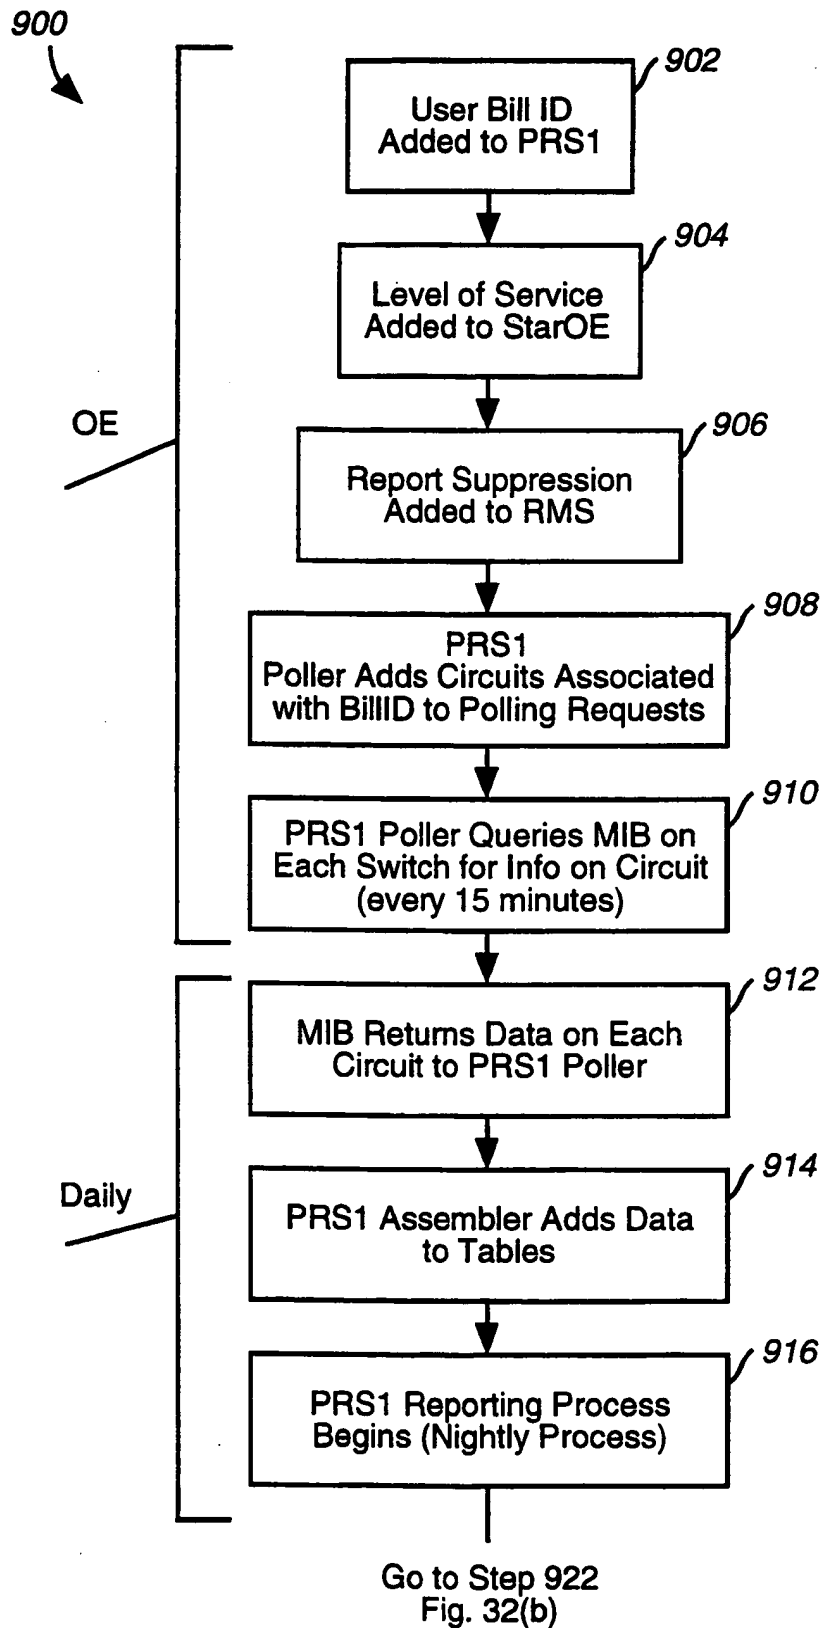 900
902
User Bill ID
Added to PRS1
904
Level of Service
Added to StarOE
OE
906
Report Suppression
Added to RMS
908
PRS1
Poller Adds Circuits Associated
with BillID to Polling Requests
910
PRS1 Poller Queries MIB on
Each Switch for Info on Circuit
(every 15 minutes)
912
MIB Returns Data on Each
Circuit to PRS1 Poller
Daily
914
PRS1 Assembler Adds Data
to Tables
916
PRS1 Reporting Process
Begins (Nightly Process)
Go to Step 922
Fig. 32(b)